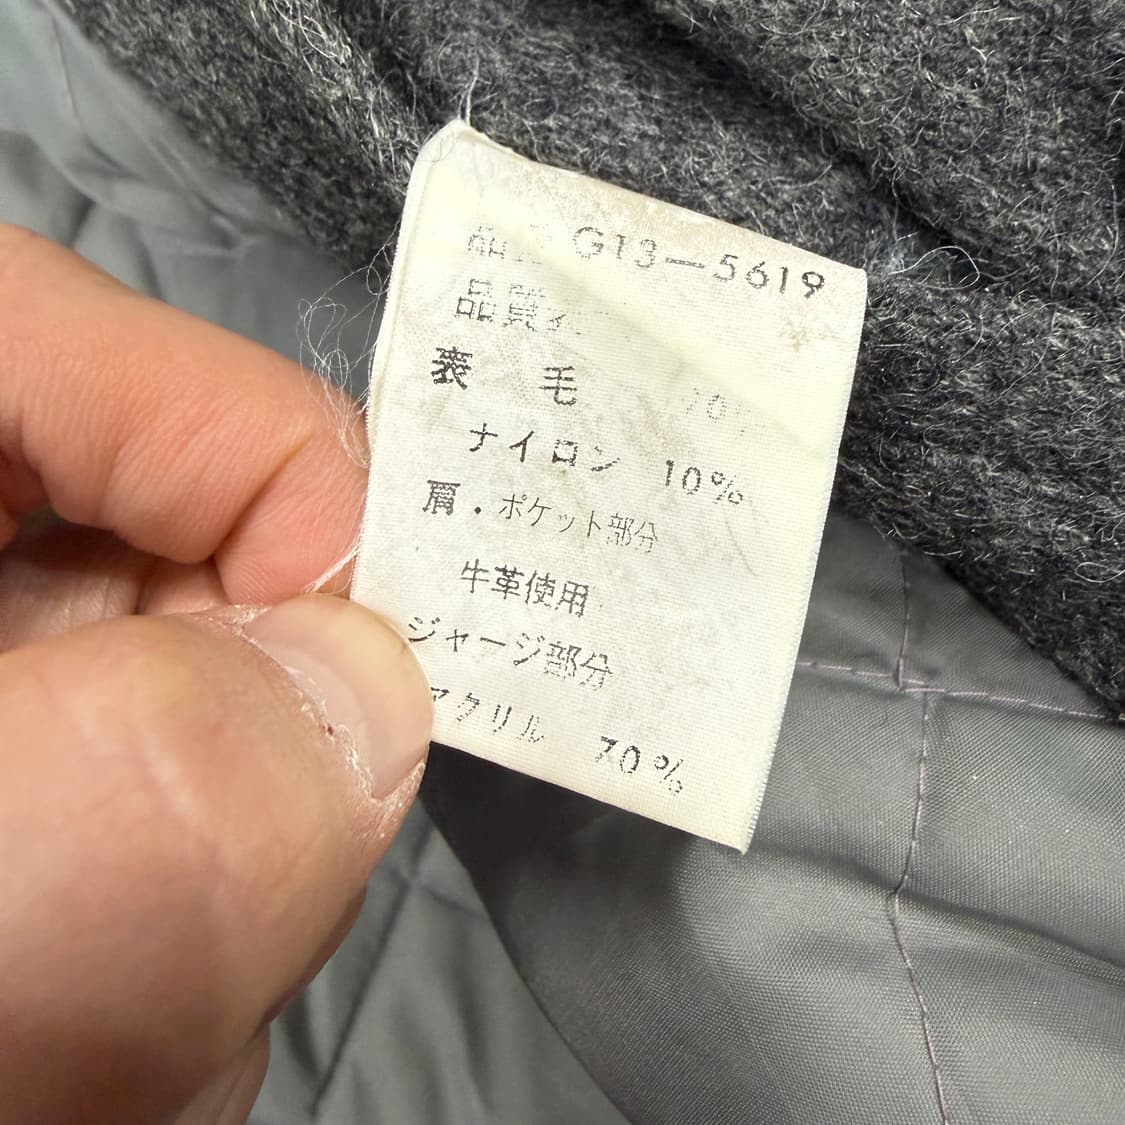 品 G13-5619
品質
表 毛
ナイロン 10%
肩・ポケット部分
牛革使用
ジャージ部分
アクリル 70%